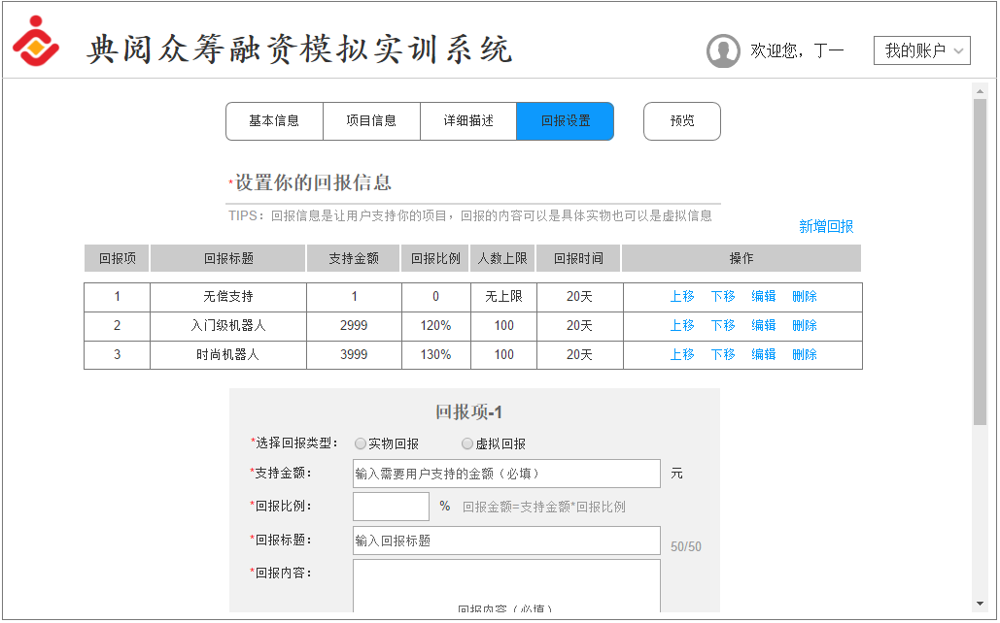 典阅众筹融资模拟实训系统
欢迎您，丁一
我的账户
基本信息 项目信息 详细描述 回报设置 预览
*设置你的回报信息
TIPS：回报信息是让用户支持你的项目，回报的内容可以是具体实物也可以是虚拟信息
新增回报
回报项 回报标题 支持金额 回报比例 人数上限 回报时间 操作
1 无偿支持 1 0 无上限 20天 上移 下移 编辑 删除
2 入门级机器人 2999 120% 100 20天 上移 下移 编辑 删除
3 时尚机器人 3999 130% 100 20天 上移 下移 编辑 删除
回报项-1
*选择回报类型： 实物回报 虚拟回报
*支持金额： 输入需要用户支持的金额（必填） 元
*回报比例： % 回报金额=支持金额*回报比例
*回报标题： 输入回报标题 50/50
*回报内容：
回报内容（必填）